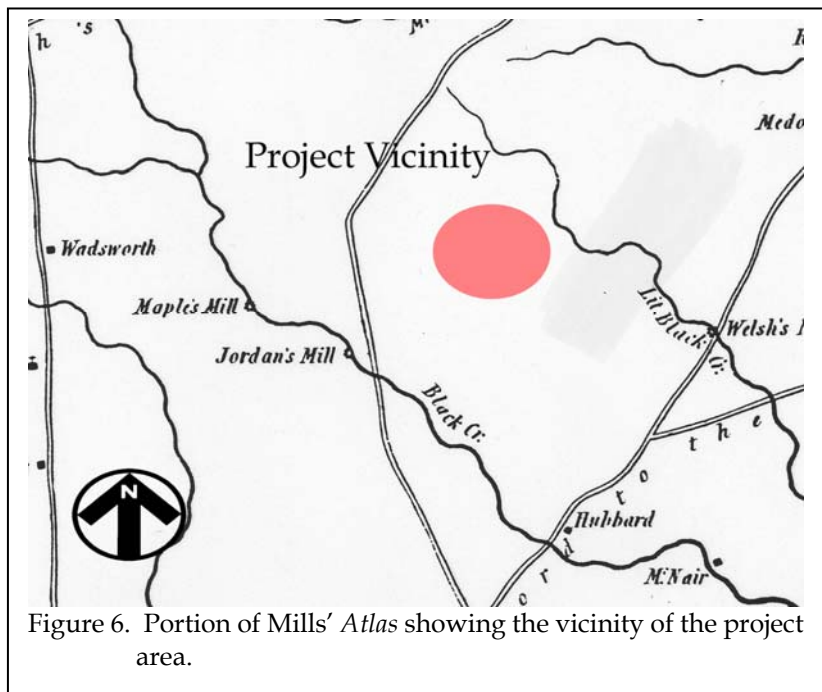 h 's
M.
Medo
Project Vicinity
Wadsworth
Maple's Mill
Jordan's Mill
Lit. Black Cr.
Welsh's
Black Cr.
ord to the
Hubbard
McNair
N
Figure 6. Portion of Mills' Atlas showing the vicinity of the project
area.